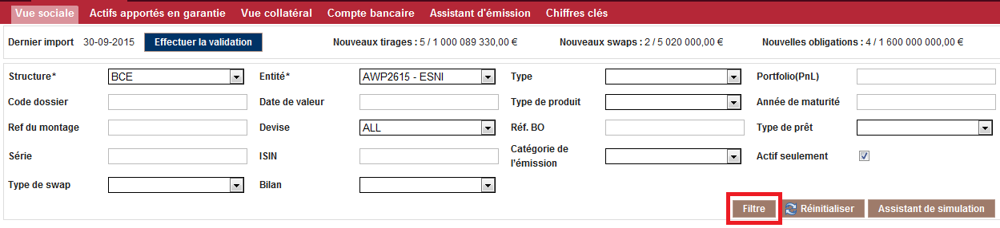 Vue sociale Actifs apportés en garantie Vue collatéral Compte bancaire Assistant d'émission Chiffres clés
Dernier import 30-09-2015 Effectuer la validation Nouveaux tirages : 5 / 1 000 089 330,00 € Nouveaux swaps : 2 / 5 020 000,00 € Nouvelles obligations : 4 / 1 600 000 000,00 €
Structure* BCE Entité* AWP2615 - ESNI Type Portfolio(PnL)
Code dossier Date de valeur Type de produit Année de maturité
Ref du montage Devise ALL Réf. BO Type de prêt
Série ISIN Catégorie de l'émission Actif seulement
Type de swap Bilan
Filtre Réinitialiser Assistant de simulation